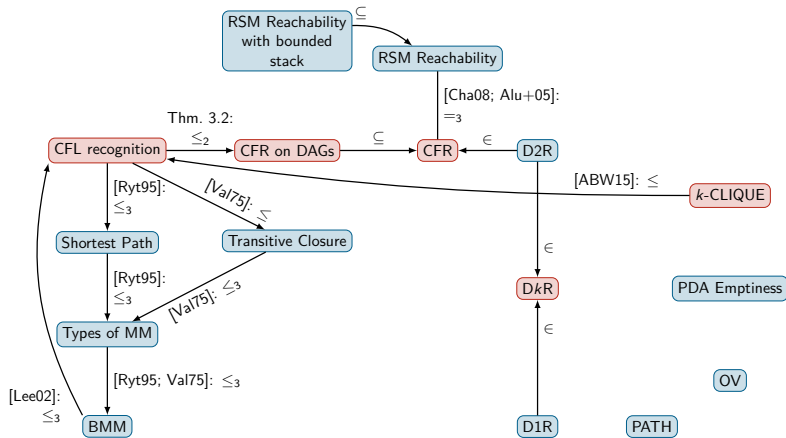 RSM Reachability
with bounded
stack
⊆
RSM Reachability
[Cha08; Alu+05]:
=₃
Thm. 3.2:
≤₂
CFL recognition
CFR on DAGs
⊆
CFR
∈
D2R
[ABW15]: ≤
k-CLIQUE
[Ryt95]:
≤₃
[Val75]: ≤
Shortest Path
Transitive Closure
∈
[Ryt95]:
≤₃
[Val75]: ≤₃
DkR
PDA Emptiness
Types of MM
∈
[Ryt95; Val75]: ≤₃
OV
[Lee02]:
≤₃
BMM
D1R
PATH